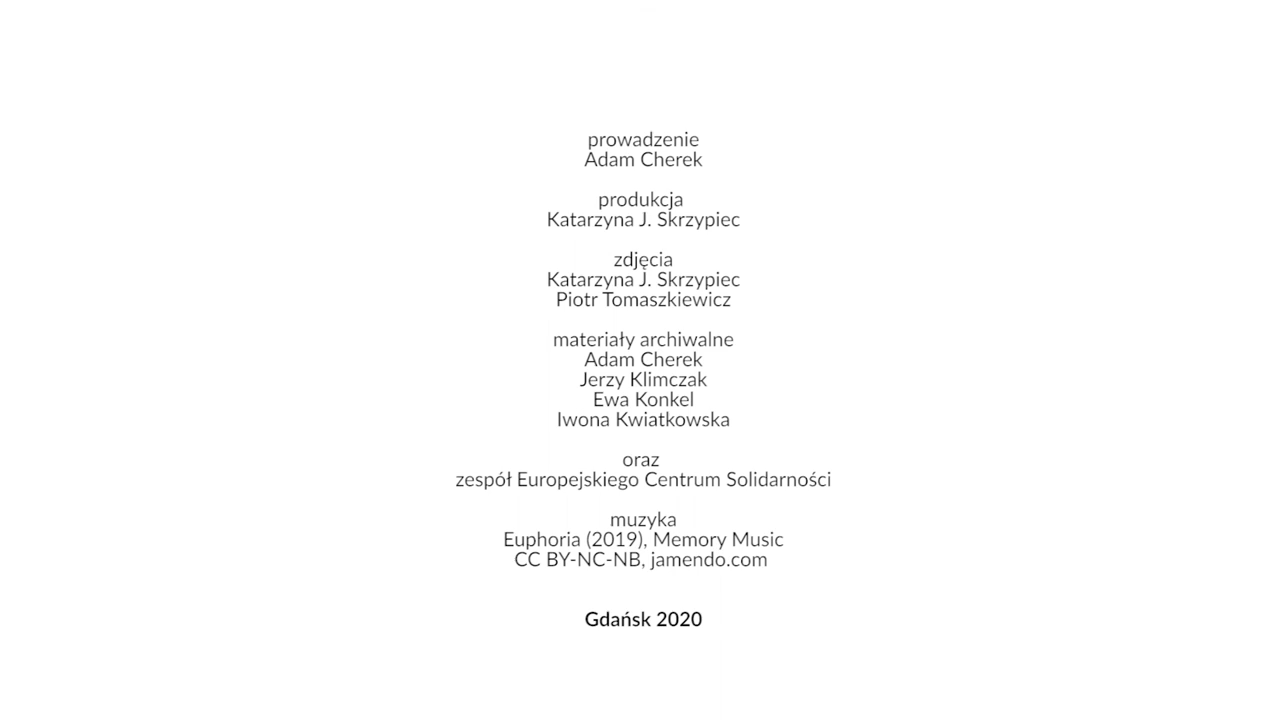 prowadzenie
Adam Cherek
produkcja
Katarzyna J. Skrzypiec
zdjęcia
Katarzyna J. Skrzypiec
Piotr Tomaszkiewicz
materiały archiwalne
Adam Cherek
Jerzy Klimczak
Ewa Konkel
Iwona Kwiatkowska
oraz
zespół Europejskiego Centrum Solidarności
muzyka
Euphoria (2019), Memory Music
CC BY-NC-NB, jamendo.com
Gdańsk 2020